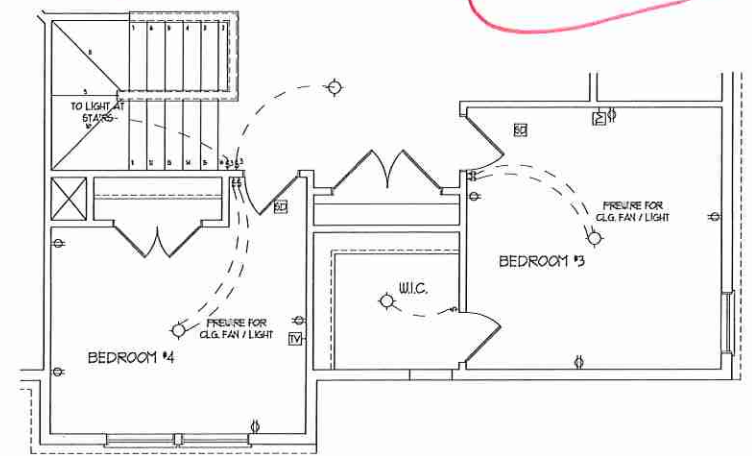 TO LIGHT AT
STAIRS
SD
TV
PREWIRE FOR
CLG. FAN / LIGHT
BEDROOM #3
SD
W.I.C.
PREWIRE FOR
CLG. FAN / LIGHT
TV
BEDROOM #4